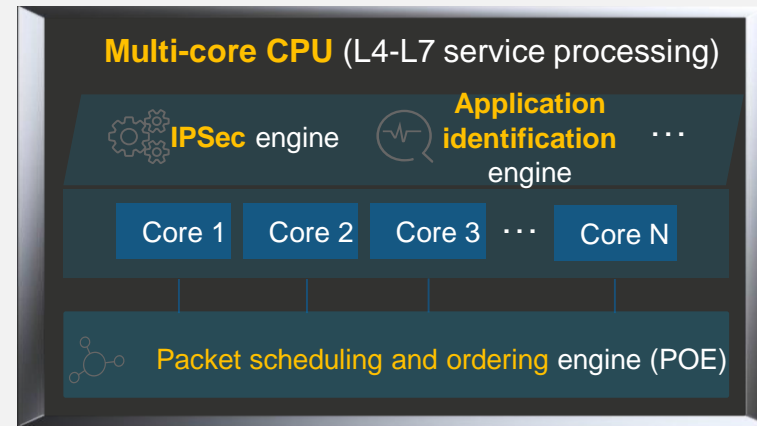 Multi-core CPU (L4-L7 service processing)
IPSec engine
Application
identification
engine
...
Core 1 Core 2 Core 3 ... Core N
Packet scheduling and ordering engine (POE)